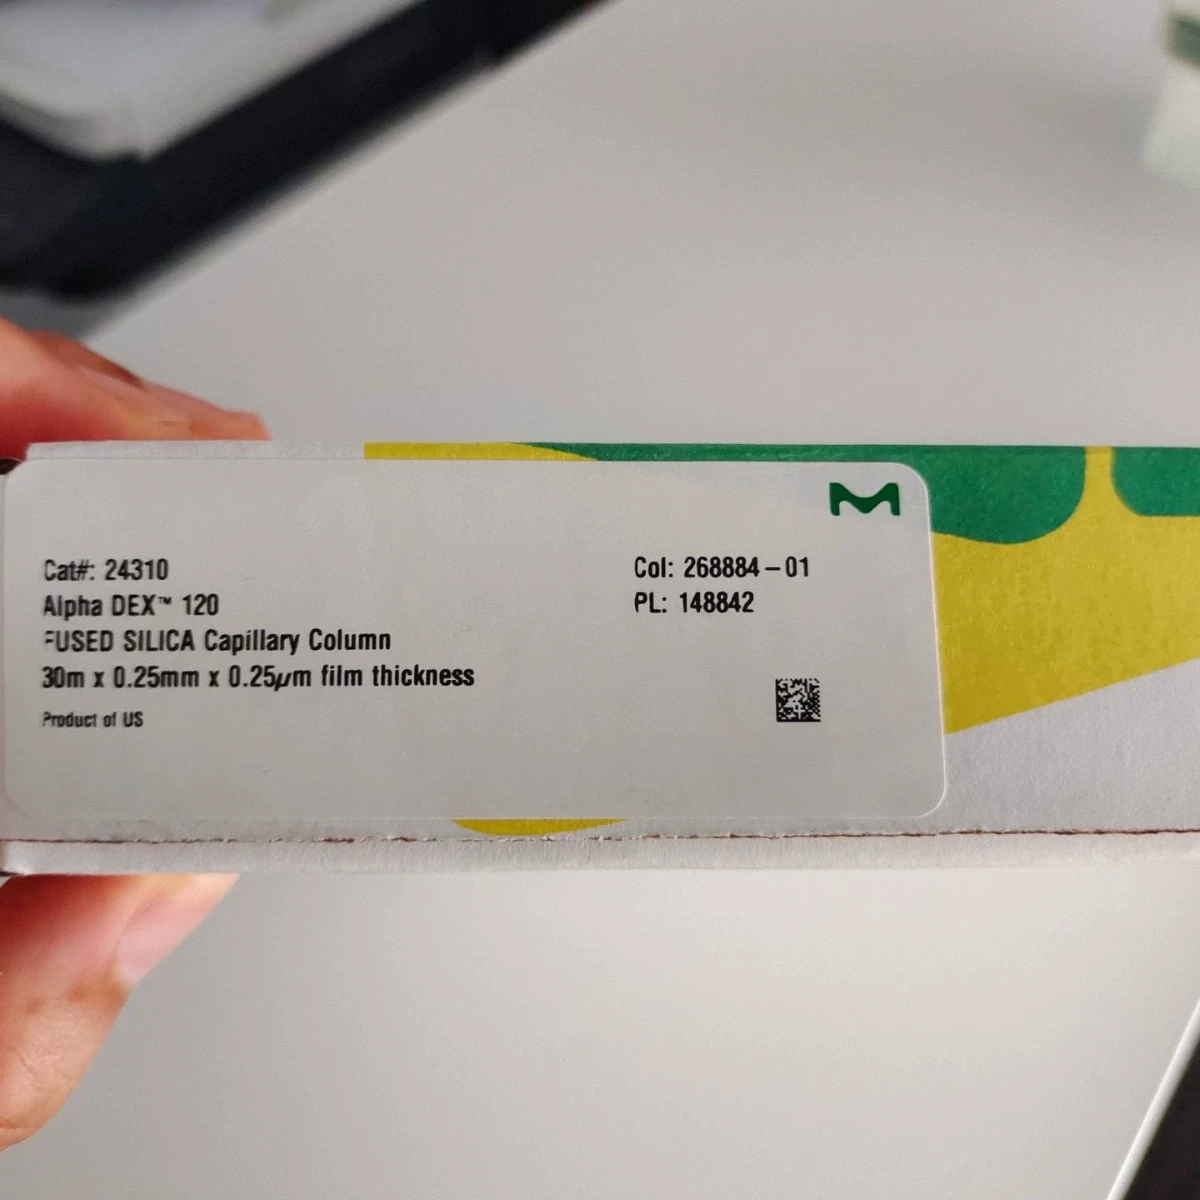 Cat#: 24310
Alpha DEX™ 120
FUSED SILICA Capillary Column
30m x 0.25mm x 0.25µm film thickness
Product of US
Col: 268884-01
PL: 148842